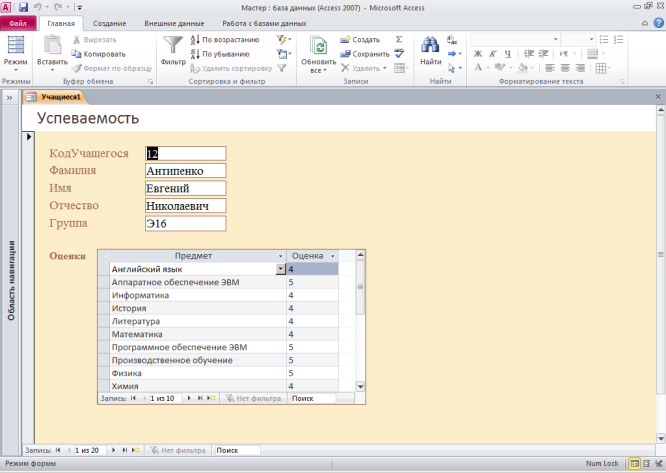 Мастер : база данных (Access 2007) - Microsoft Access
Файл Главная Создание Внешние данные Работа с базами данных
Режим
Режимы
Вставить
Вырезать
Копировать
Формат по образцу
Буфер обмена
Фильтр
По возрастанию
По убыванию
Удалить сортировку
Сортировка и фильтр
Обновить все
Создать
Сохранить
Удалить
Записи
Найти
Найти
Форматирование текста
Область навигации
Учащиеся1
Успеваемость
КодУчащегося 12
Фамилия Антипенко
Имя Евгений
Отчество Николаевич
Группа Э16
Оценки
Предмет Оценка
Английский язык 4
Аппаратное обеспечение ЭВМ 5
Информатика 4
История 4
Литература 4
Математика 4
Программное обеспечение ЭВМ 5
Производственное обучение 5
Физика 5
Химия 4
Запись: 1 из 10 Нет фильтра Поиск
Запись: 1 из 20 Нет фильтра Поиск
Режим формы Num Lock